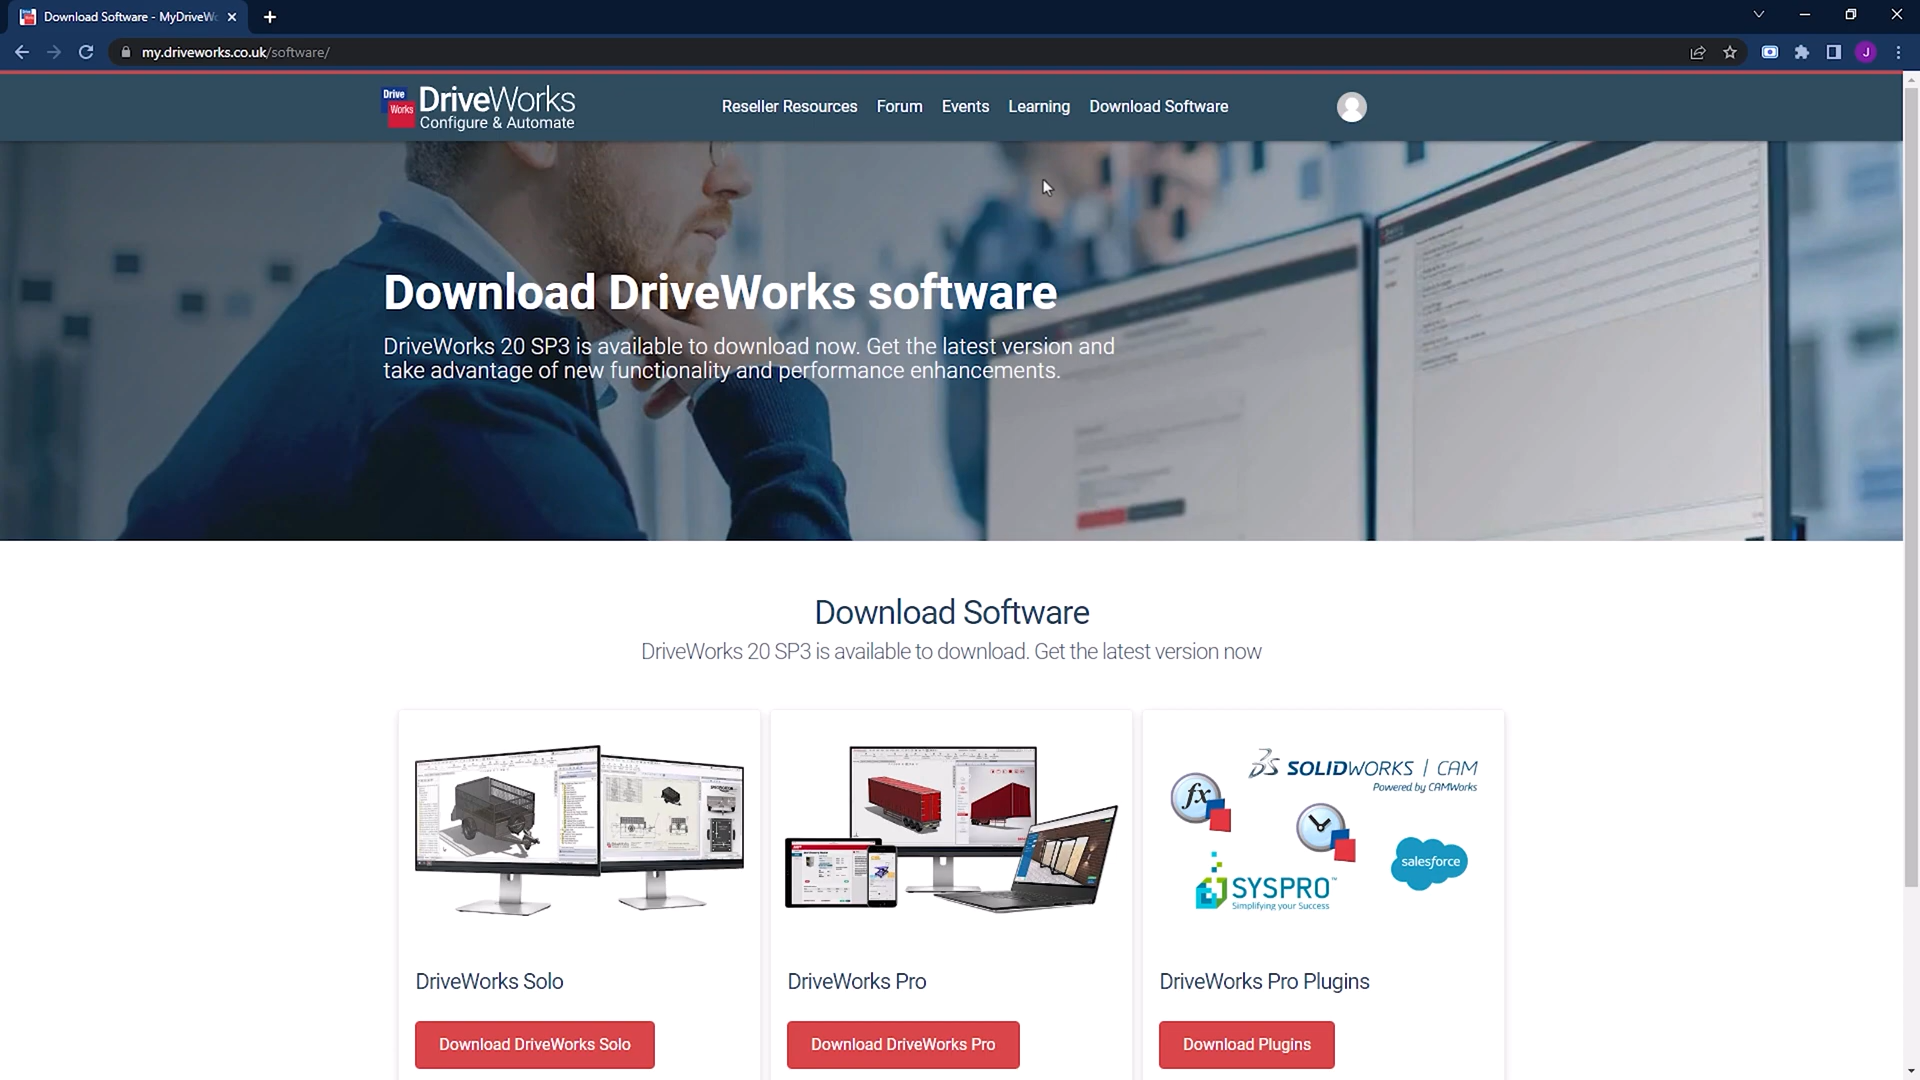 Download Software - MyDriveWo
my.driveworks.co.uk/software/
J
Drive
Works
DriveWorks
Configure & Automate
Reseller Resources
Forum
Events
Learning
Download Software
Download DriveWorks software
DriveWorks 20 SP3 is available to download now. Get the latest version and
take advantage of new functionality and performance enhancements.
Download Software
DriveWorks 20 SP3 is available to download. Get the latest version now
SOLIDWORKS | CAM
Powered by CAMWorks
fx
salesforce
SYSPRO™
Simplifying your Success
DriveWorks Solo
DriveWorks Pro
DriveWorks Pro Plugins
Download DriveWorks Solo
Download DriveWorks Pro
Download Plugins